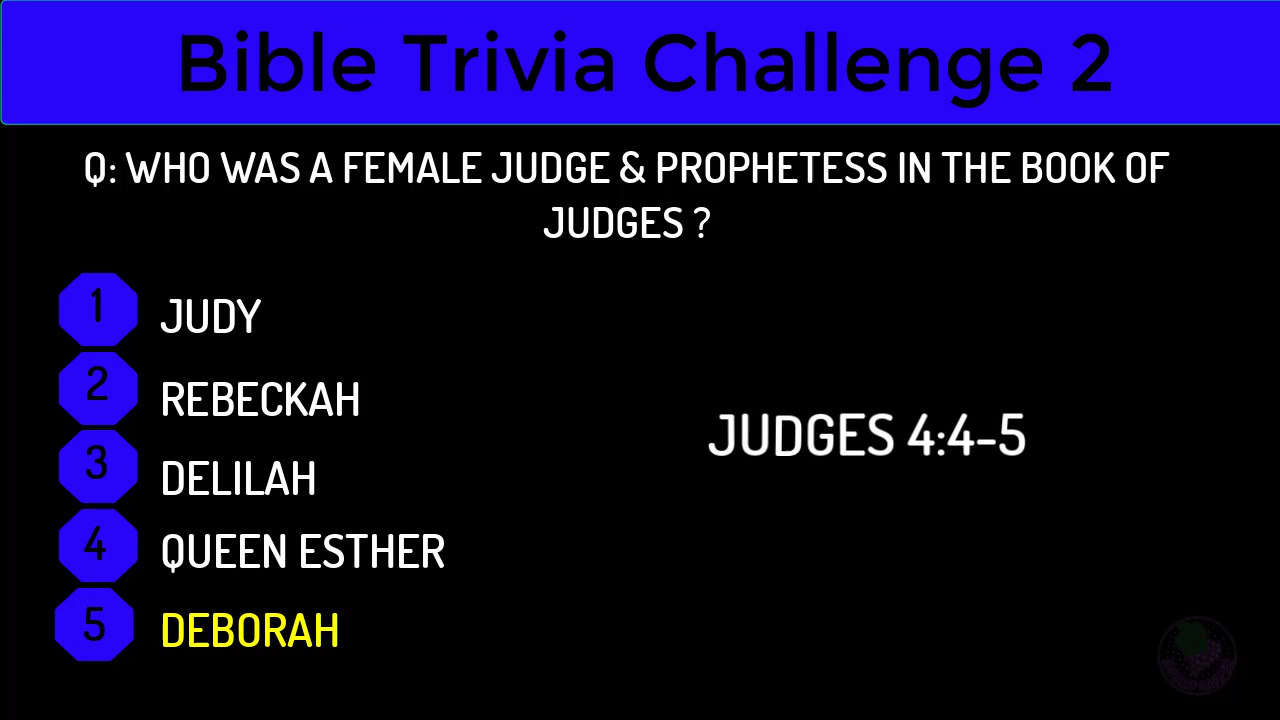 Bible Trivia Challenge 2
Q: WHO WAS A FEMALE JUDGE & PROPHETESS IN THE BOOK OF
JUDGES ?
1 JUDY
2 REBECKAH
3 DELILAH
4 QUEEN ESTHER
5 DEBORAH
JUDGES 4:4-5